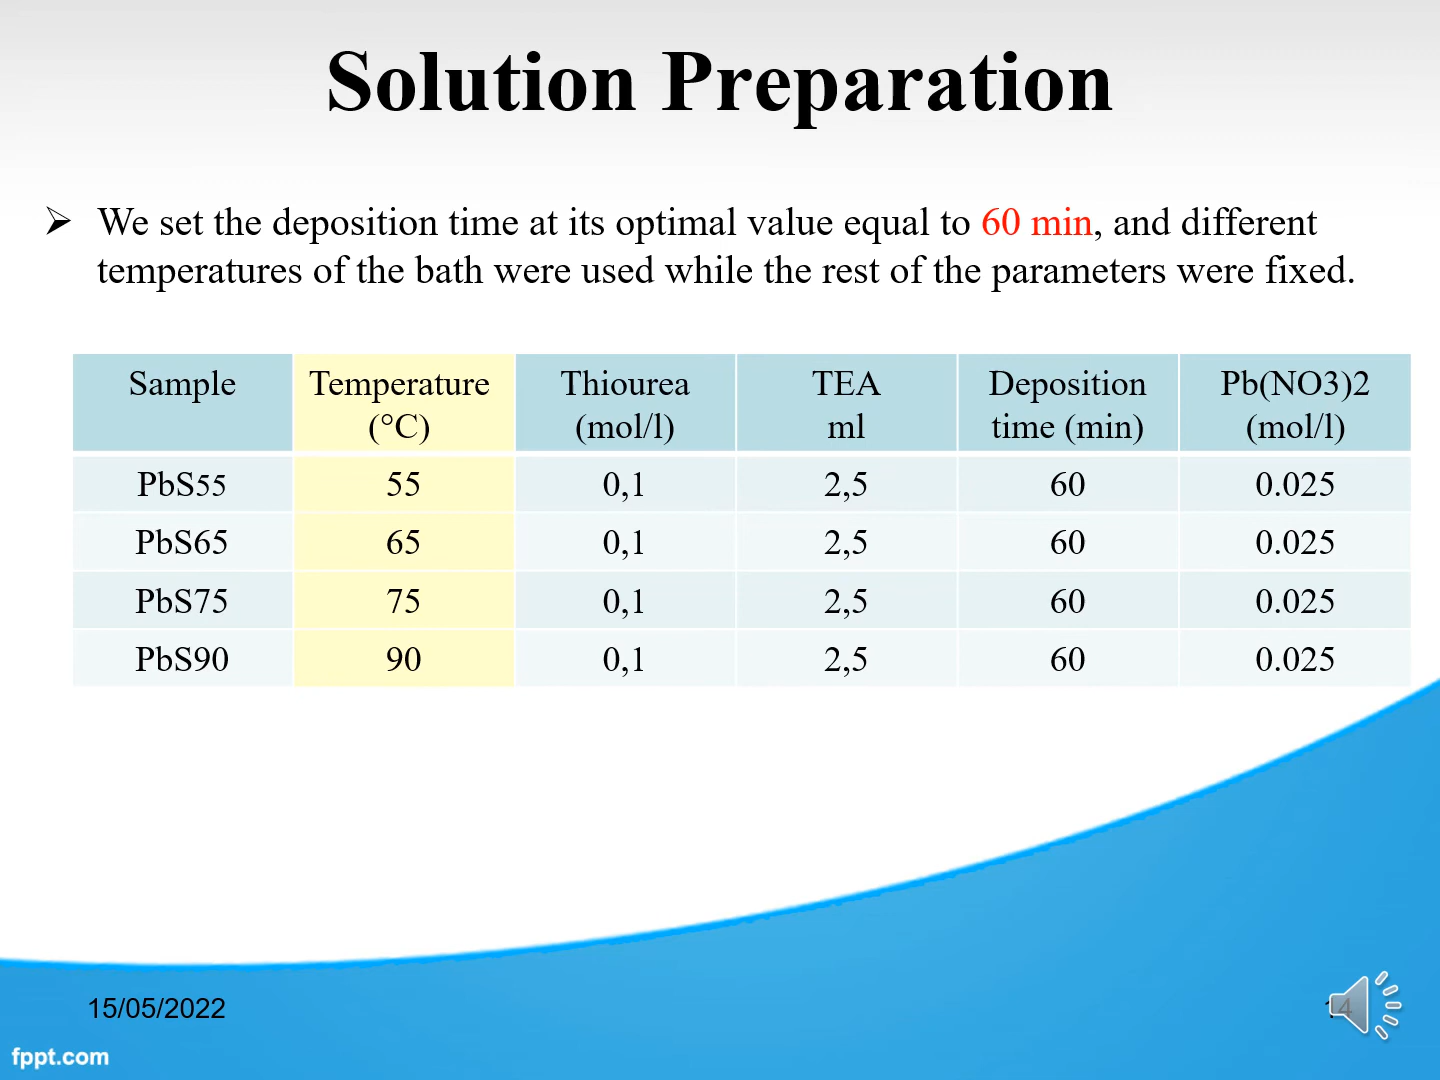 Solution Preparation
➢ We set the deposition time at its optimal value equal to 60 min, and different
temperatures of the bath were used while the rest of the parameters were fixed.
Sample Temperature (°C) Thiourea (mol/l) TEA ml Deposition time (min) Pb(NO3)2 (mol/l)
PbS55 55 0,1 2,5 60 0.025
PbS65 65 0,1 2,5 60 0.025
PbS75 75 0,1 2,5 60 0.025
PbS90 90 0,1 2,5 60 0.025
15/05/2022 14
fppt.com